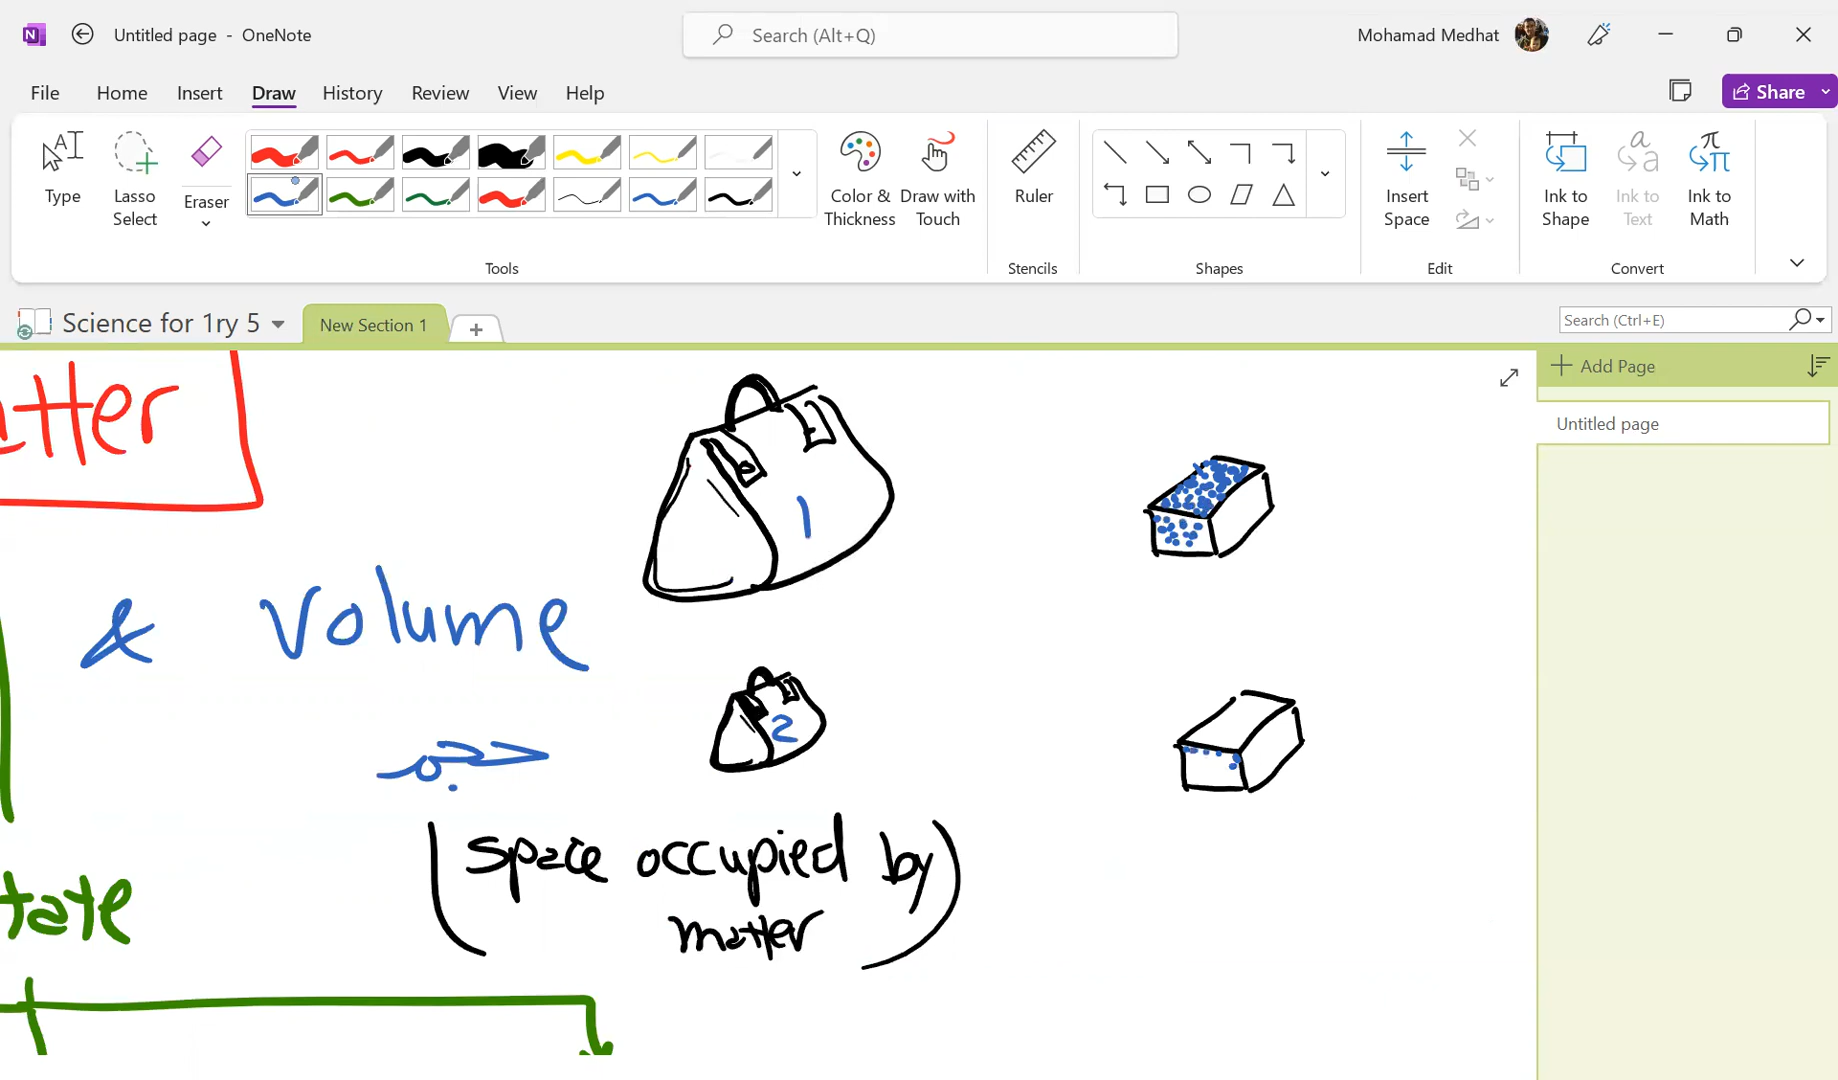 Untitled page - OneNote
Search (Alt+Q)
Mohamad Medhat
File Home Insert Draw History Review View Help
Share
Type
Lasso Select
Eraser
Color & Thickness
Draw with Touch
Ruler
Insert Space
Ink to Shape
Ink to Text
Ink to Math
Tools
Stencils
Shapes
Edit
Convert
Science for 1ry 5
New Section 1
Search (Ctrl+E)
Add Page
Untitled page
atter
1
& Volume
2
(space occupied by
matter)
tate